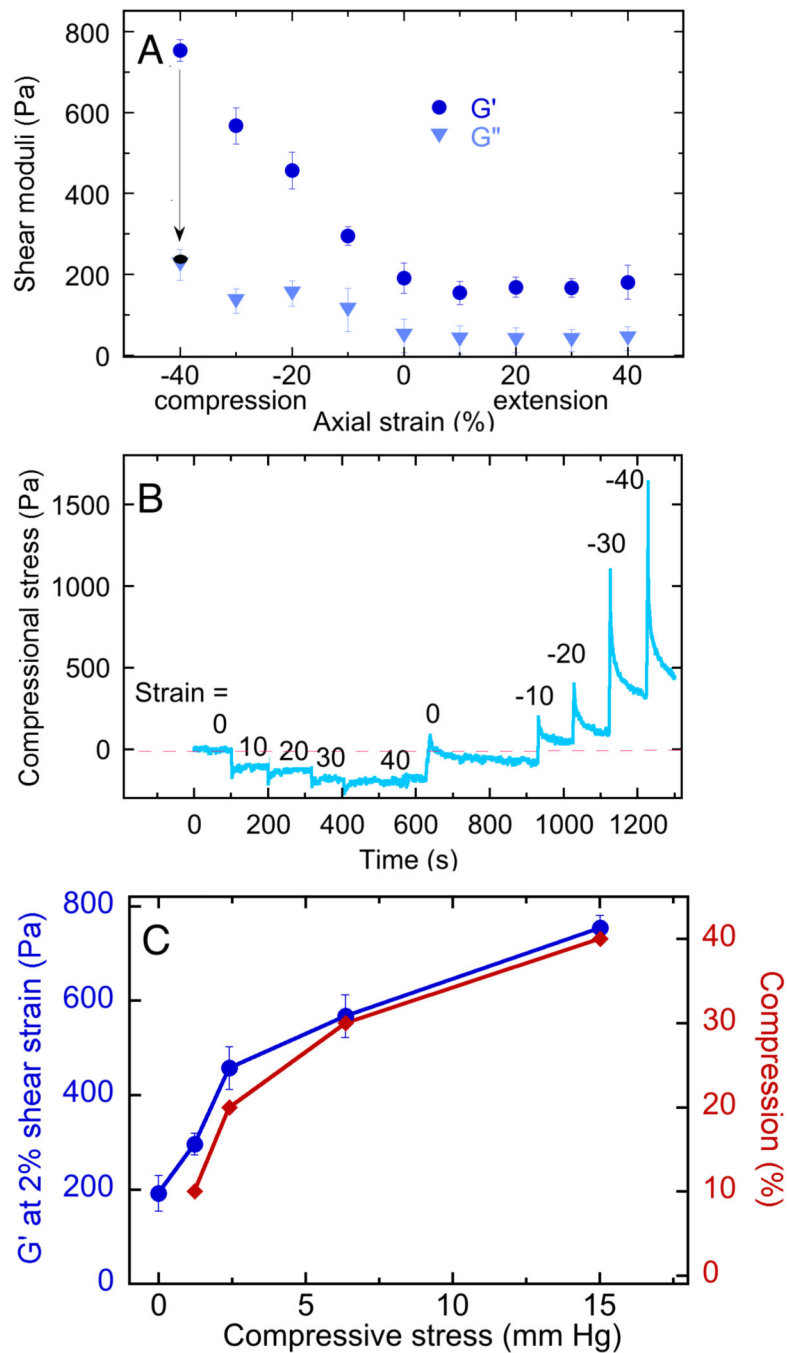 A
800
600
400
200
0
Shear moduli (Pa)
G'
G"
-40 -20 0 20 40
compression extension
Axial strain (%)
B
1500
1000
500
0
Compressional stress (Pa)
Strain =
0
10
20
30
40
0
-10
-20
-30
-40
0 200 400 600 800 1000 1200
Time (s)
C
800
600
400
200
0
G' at 2% shear strain (Pa)
40
30
20
10
0
Compression (%)
0 5 10 15
Compressive stress (mm Hg)